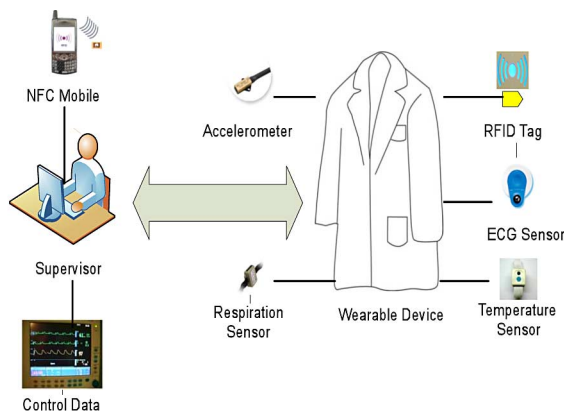 NFC Mobile
Accelerometer
RFID Tag
ECG Sensor
Supervisor
Respiration
Sensor
Wearable Device
Temperature
Sensor
Control Data